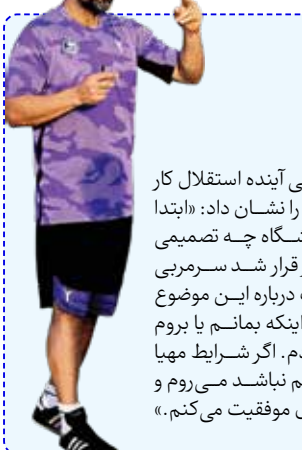 ی آینده استقلال کار
را نشان داد: «ابتدا
شگاه چه تصمیمی
قرار شد سرمربی
درباره این موضوع
اینکه بمانم یا بروم
دم. اگر شرایط مهیا
م نباشد می‌روم و
موفقیت می‌کنم.»